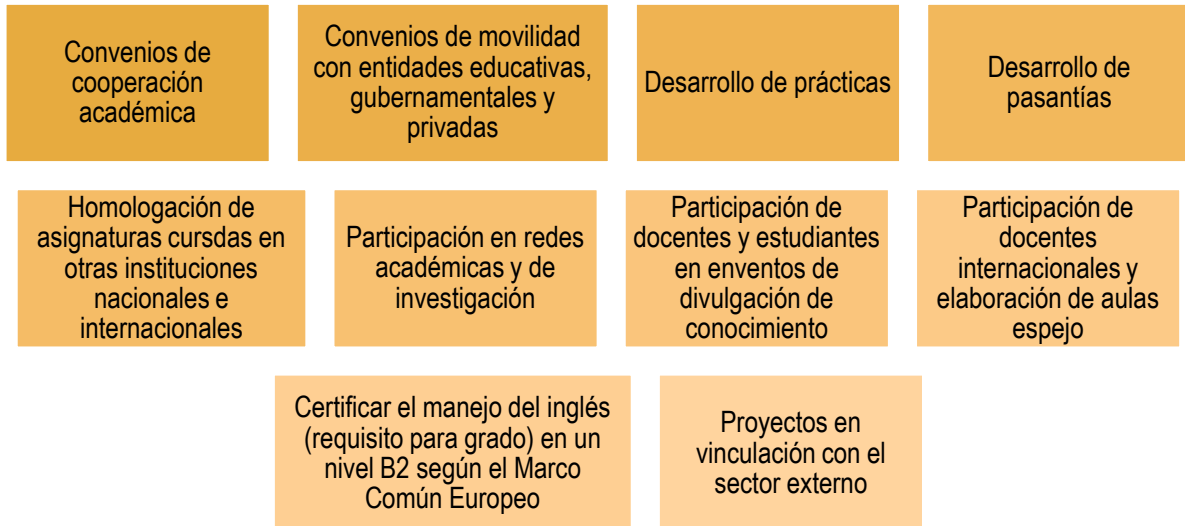 Convenios de
cooperación
académica
Convenios de movilidad
con entidades educativas,
gubernamentales y
privadas
Desarrollo de prácticas
Desarrollo de
pasantías
Homologación de
asignaturas cursdas en
otras instituciones
nacionales e
internacionales
Participación en redes
académicas y de
investigación
Participación de
docentes y estudiantes
en enventos de
divulgación de
conocimiento
Participación de
docentes
internacionales y
elaboración de aulas
espejo
Certificar el manejo del inglés
(requisito para grado) en un
nivel B2 según el Marco
Común Europeo
Proyectos en
vinculación con el
sector externo